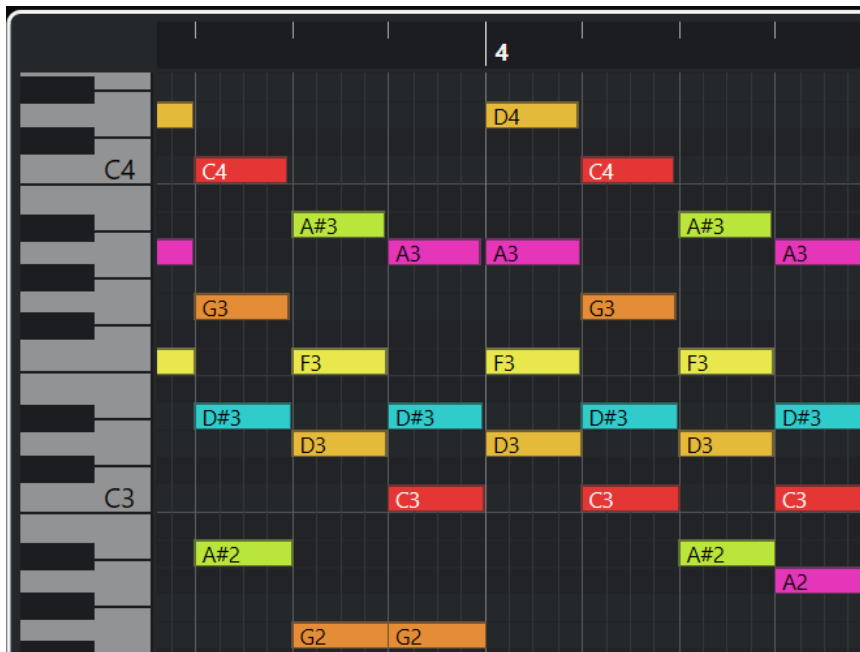 4
D4
C4 C4 C4
A#3 A#3
A3 A3 A3
G3 G3
F3 F3 F3
D#3 D#3 D#3 D#3
D3 D3 D3
C3 C3 C3 C3
A#2 A#2
A2
G2 G2